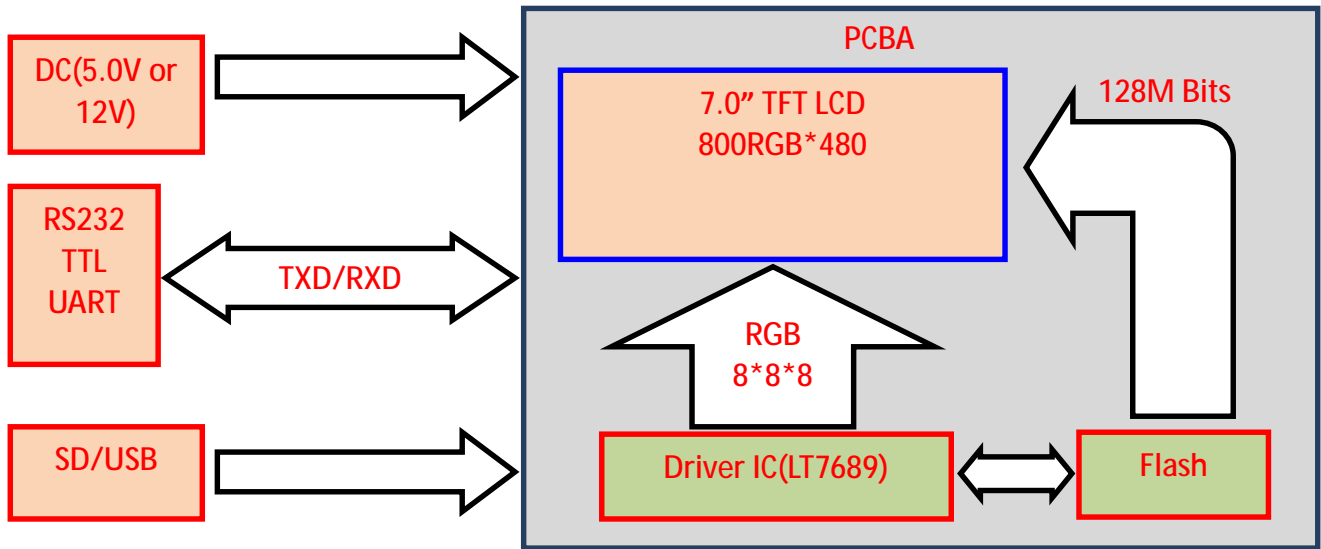 DC(5.0V or
12V)
RS232
TTL
UART
TXD/RXD
SD/USB
PCBA
7.0” TFT LCD
800RGB*480
128M Bits
RGB
8*8*8
Driver IC(LT7689)
Flash